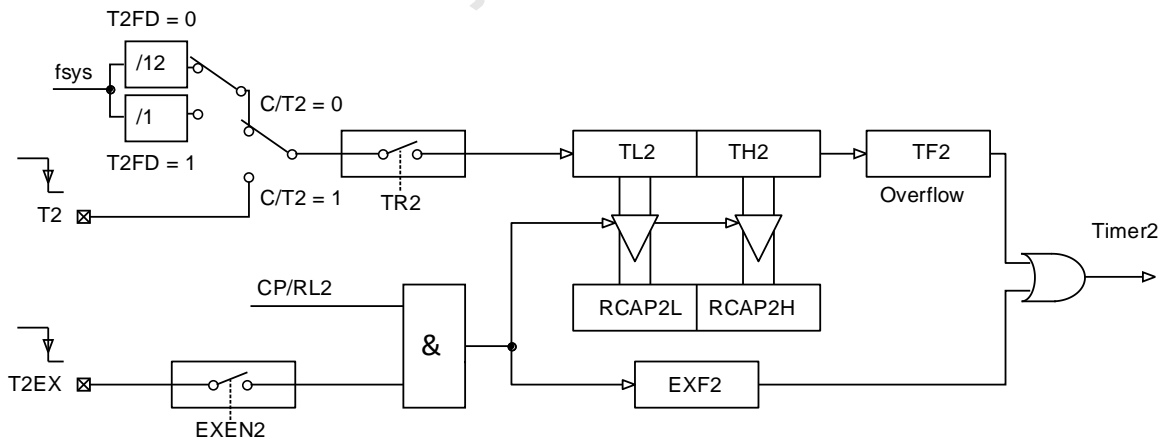 T2FD = 0
/12
fsys
C/T2 = 0
/1
T2FD = 1
TL2
TH2
TF2
C/T2 = 1
TR2
Overflow
T2
Timer2
CP/RL2
RCAP2L
RCAP2H
&
T2EX
EXF2
EXEN2